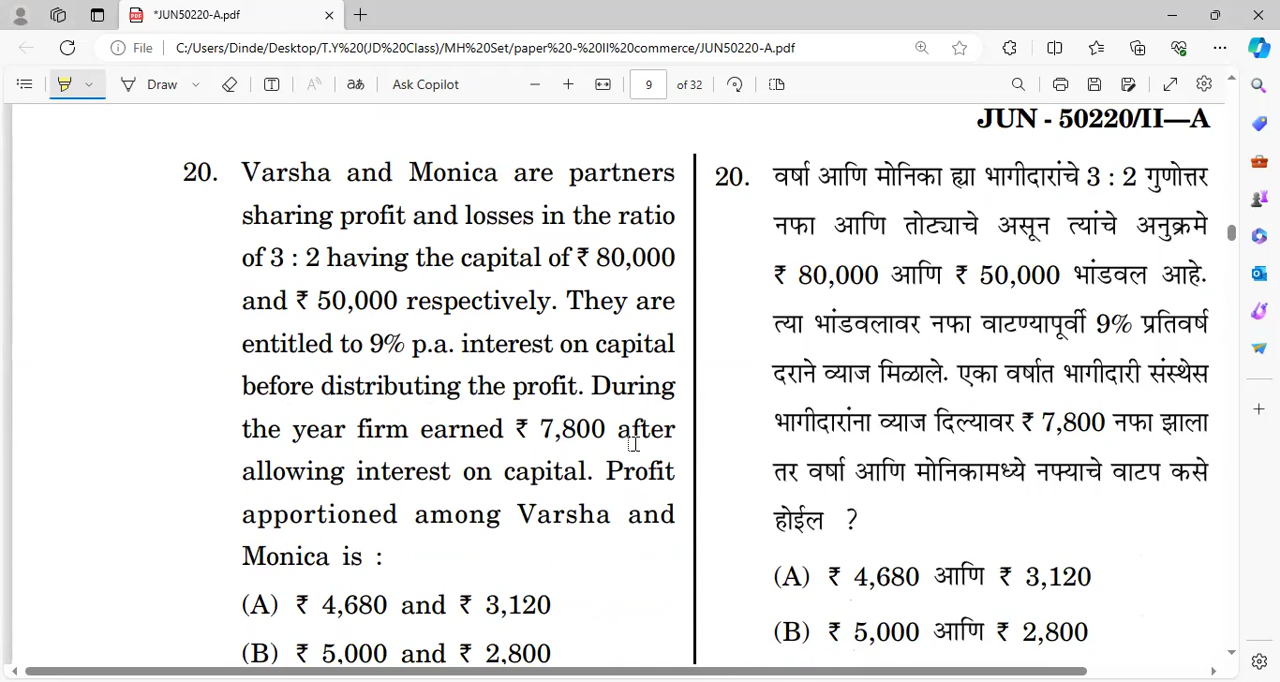 *JUN50220-A.pdf
File
C:/Users/Dinde/Desktop/T.Y%20(JD%20Class)/MH%20Set/paper%20-%20II%20commerce/JUN50220-A.pdf
Draw
aあ
Ask Copilot
9
of 32
JUN - 50220/II—A
20. Varsha and Monica are partners
sharing profit and losses in the ratio
of 3 : 2 having the capital of ₹ 80,000
and ₹ 50,000 respectively. They are
entitled to 9% p.a. interest on capital
before distributing the profit. During
the year firm earned ₹ 7,800 after
allowing interest on capital. Profit
apportioned among Varsha and
Monica is :
(A) ₹ 4,680 and ₹ 3,120
(B) ₹ 5,000 and ₹ 2,800
20. वर्षा आणि मोनिका ह्या भागीदारांचे 3 : 2 गुणोत्तर
नफा आणि तोट्याचे असून त्यांचे अनुक्रमे
₹ 80,000 आणि ₹ 50,000 भांडवल आहे.
त्या भांडवलावर नफा वाटण्यापूर्वी 9% प्रतिवर्ष
दराने व्याज मिळाले. एका वर्षात भागीदारी संस्थेस
भागीदारांना व्याज दिल्यावर ₹ 7,800 नफा झाला
तर वर्षा आणि मोनिकामध्ये नफ्याचे वाटप कसे
होईल ?
(A) ₹ 4,680 आणि ₹ 3,120
(B) ₹ 5,000 आणि ₹ 2,800